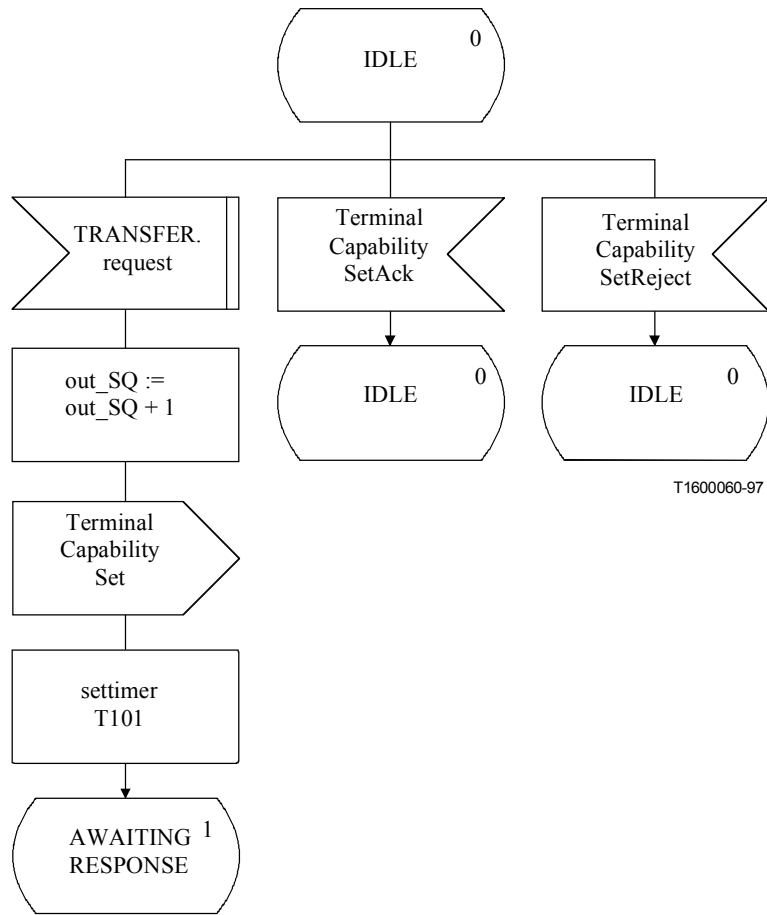 0
IDLE
TRANSFER.
request
Terminal
Capability
SetAck
Terminal
Capability
SetReject
out_SQ :=
out_SQ + 1
0
IDLE
0
IDLE
T1600060-97
Terminal
Capability
Set
settimer
T101
AWAITING 1
RESPONSE